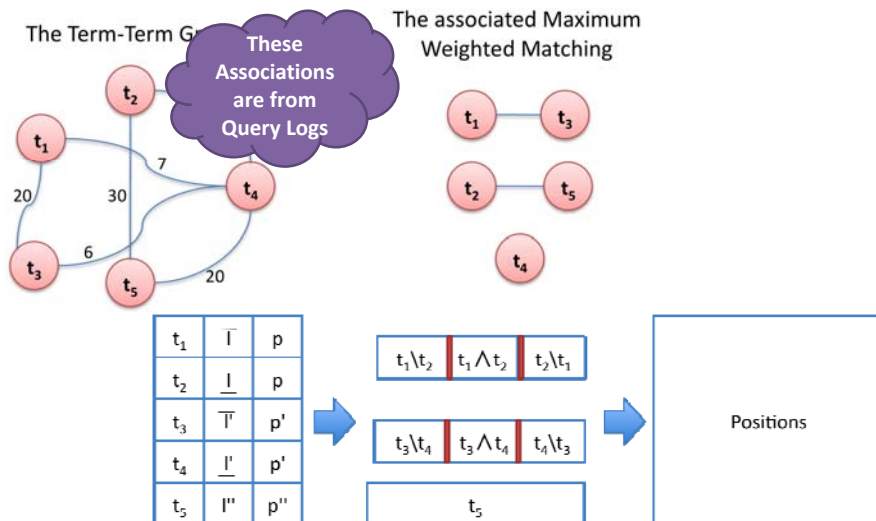 The Term-Term
These
Associations
are from
Query Logs
The associated Maximum
Weighted Matching
t₂
t₁
7
t₄
20
30
6
t₃
t₅
20
t₁
t₃
t₂
t₅
t₄
t₁ I̅ p
t₂ I̲ p
t₃ I̅' p'
t₄ I̲' p'
t₅ I'' p''
t₁\t₂ t₁⋀t₂ t₂\t₁
t₃\t₄ t₃⋀t₄ t₄\t₃
t₅
Positions